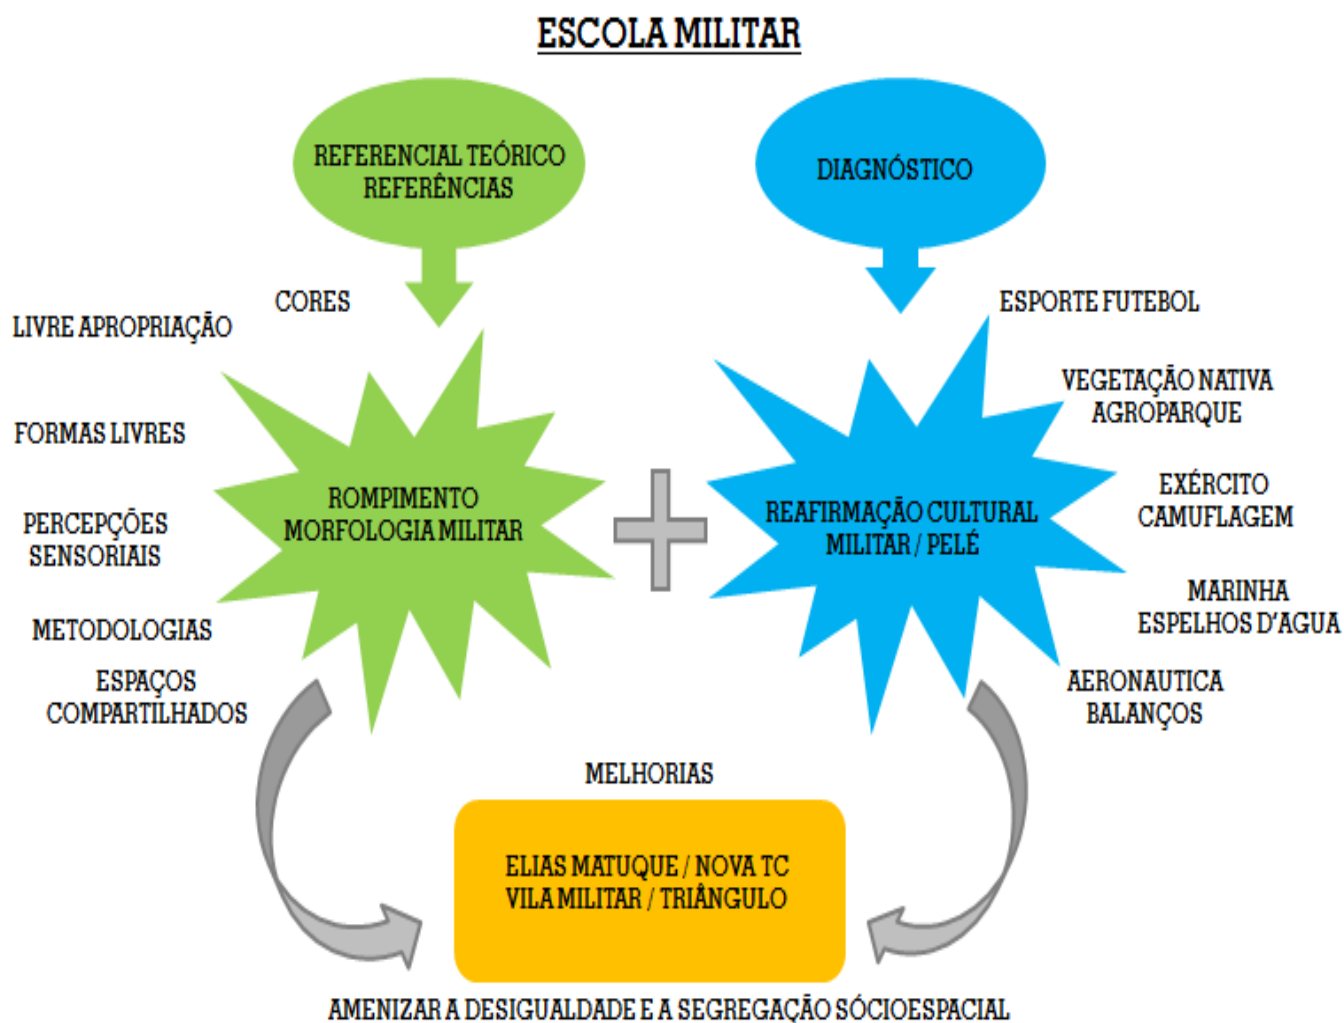 ESCOLA MILITAR
REFERENCIAL TEÓRICO
REFERÊNCIAS
DIAGNÓSTICO
CORES
LIVRE APROPRIAÇÃO
FORMAS LIVRES
PERCEPÇÕES
SENSORIAIS
METODOLOGIAS
ESPAÇOS
COMPARTILHADOS
ROMPIMENTO
MORFOLOGIA MILITAR
REAFIRMAÇÃO CULTURAL
MILITAR / PELÉ
ESPORTE FUTEBOL
VEGETAÇÃO NATIVA
AGROPARQUE
EXÉRCITO
CAMUFLAGEM
MARINHA
ESPELHOS D'AGUA
AERONAUTICA
BALANÇOS
MELHORIAS
ELIAS MATUQUE / NOVA TC
VILA MILITAR / TRIÂNGULO
AMENIZAR A DESIGUALDADE E A SEGREGAÇÃO SÓCIOESPACIAL